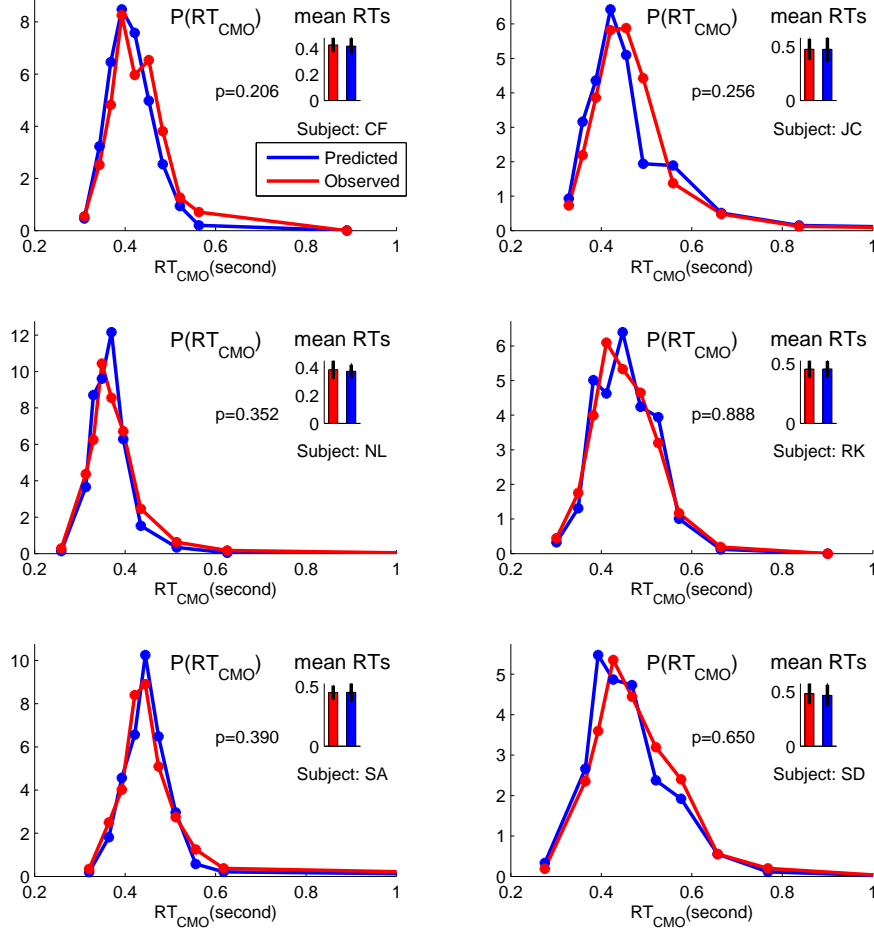 P(RT_CMO) mean RTs
8
6
4
2
0
0.4
0.2
0
p=0.206
Subject: CF
Predicted
Observed
0.2 0.4 0.6 0.8 1
RT_CMO(second)
P(RT_CMO) mean RTs
6
5
4
3
2
1
0
0.5
0
p=0.256
Subject: JC
0.2 0.4 0.6 0.8 1
RT_CMO(second)
P(RT_CMO) mean RTs
12
10
8
6
4
2
0
0.4
0.2
0
p=0.352
Subject: NL
0.2 0.4 0.6 0.8 1
RT_CMO(second)
P(RT_CMO) mean RTs
6
5
4
3
2
1
0
0.5
0
p=0.888
Subject: RK
0.2 0.4 0.6 0.8 1
RT_CMO(second)
P(RT_CMO) mean RTs
10
8
6
4
2
0
0.5
0
p=0.390
Subject: SA
0.2 0.4 0.6 0.8 1
RT_CMO(second)
P(RT_CMO) mean RTs
5
4
3
2
1
0
0.5
0
p=0.650
Subject: SD
0.2 0.4 0.6 0.8 1
RT_CMO(second)